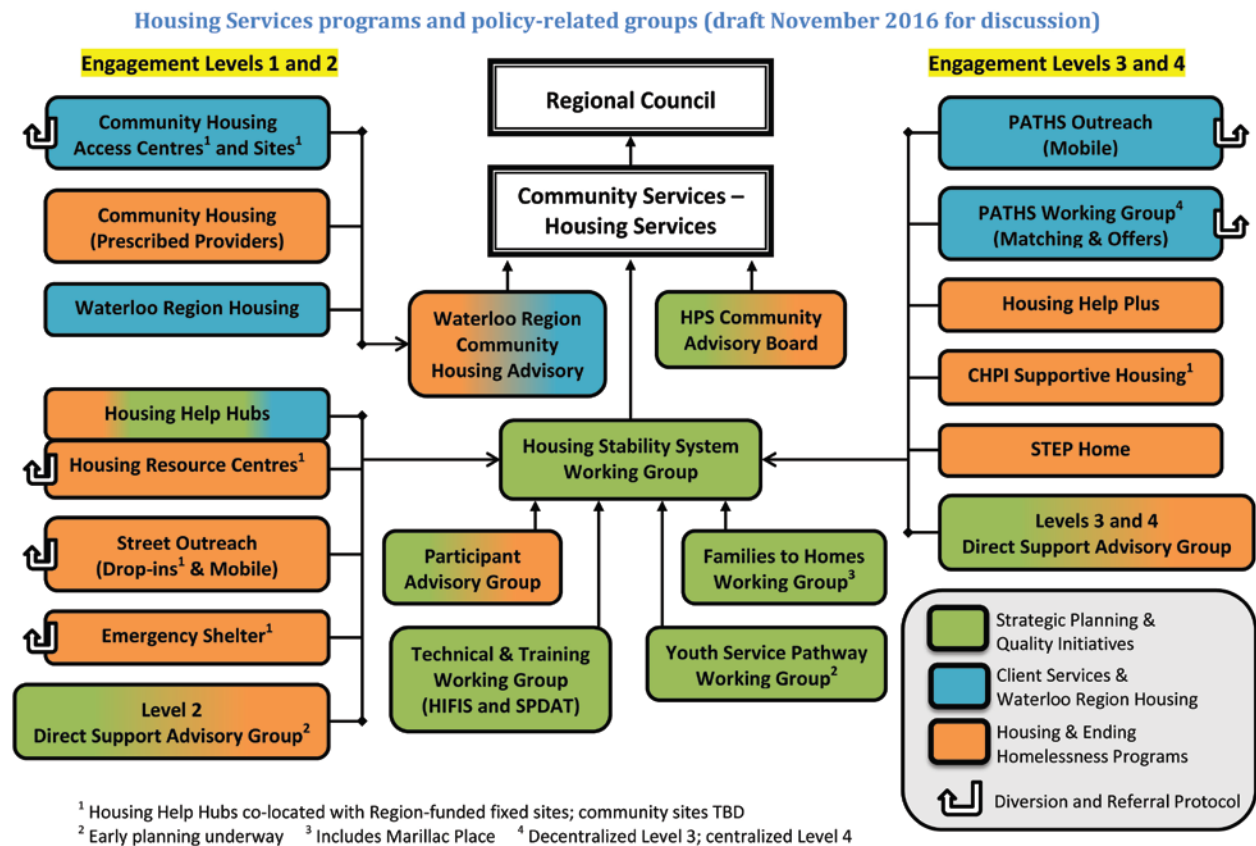 Housing Services programs and policy-related groups (draft November 2016 for discussion)
Engagement Levels 1 and 2
Community Housing
Access Centres¹ and Sites¹
Community Housing
(Prescribed Providers)
Waterloo Region Housing
Housing Help Hubs
Housing Resource Centres¹
Street Outreach
(Drop-ins¹ & Mobile)
Emergency Shelter¹
Level 2
Direct Support Advisory Group²
Regional Council
Community Services –
Housing Services
Waterloo Region
Community
Housing Advisory
HPS Community
Advisory Board
Housing Stability System
Working Group
Participant
Advisory Group
Families to Homes
Working Group³
Technical & Training
Working Group
(HIFIS and SPDAT)
Youth Service Pathway
Working Group²
Engagement Levels 3 and 4
PATHS Outreach
(Mobile)
PATHS Working Group⁴
(Matching & Offers)
Housing Help Plus
CHPI Supportive Housing¹
STEP Home
Levels 3 and 4
Direct Support Advisory Group
Strategic Planning &
Quality Initiatives
Client Services &
Waterloo Region Housing
Housing & Ending
Homelessness Programs
Diversion and Referral Protocol
¹ Housing Help Hubs co-located with Region-funded fixed sites; community sites TBD
² Early planning underway ³ Includes Marillac Place ⁴ Decentralized Level 3; centralized Level 4